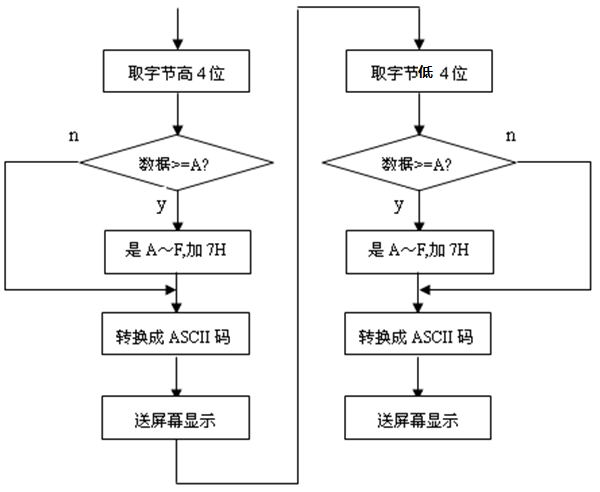 取字节高4位
n
数据>=A?
y
是A～F,加7H
转换成ASCII码
送屏幕显示
取字节低 4位
n
数据>=A?
y
是A～F,加7H
转换成ASCII码
送屏幕显示